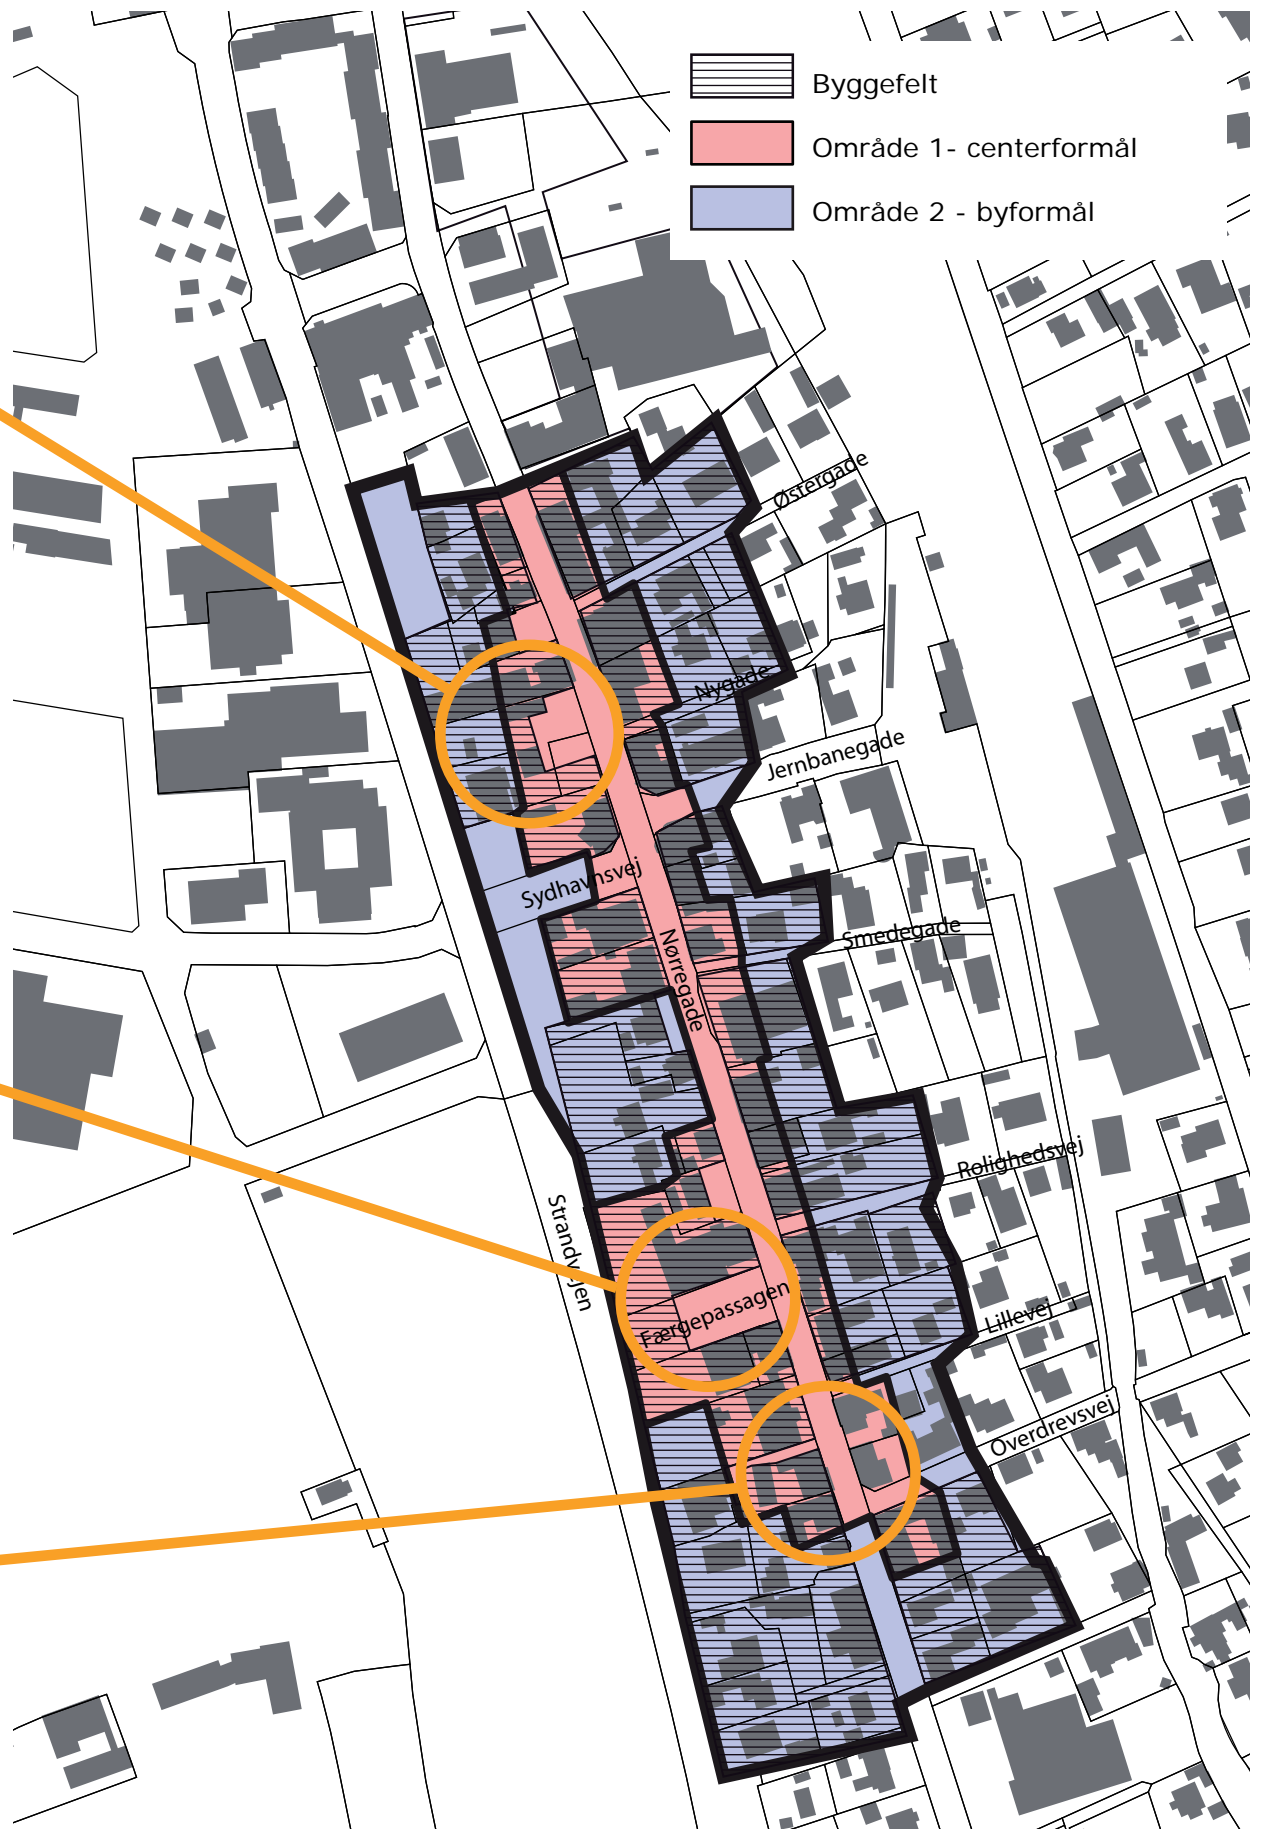 Byggefelt
Område 1- centerformål
Område 2 - byformål
Østergade
Nygade
Jernbanegade
Sydhavnsvej
Smedegade
Nørregade
Rolighedsvej
Strandvejen
Færgepassagen
Lillevej
Overdrevsvej